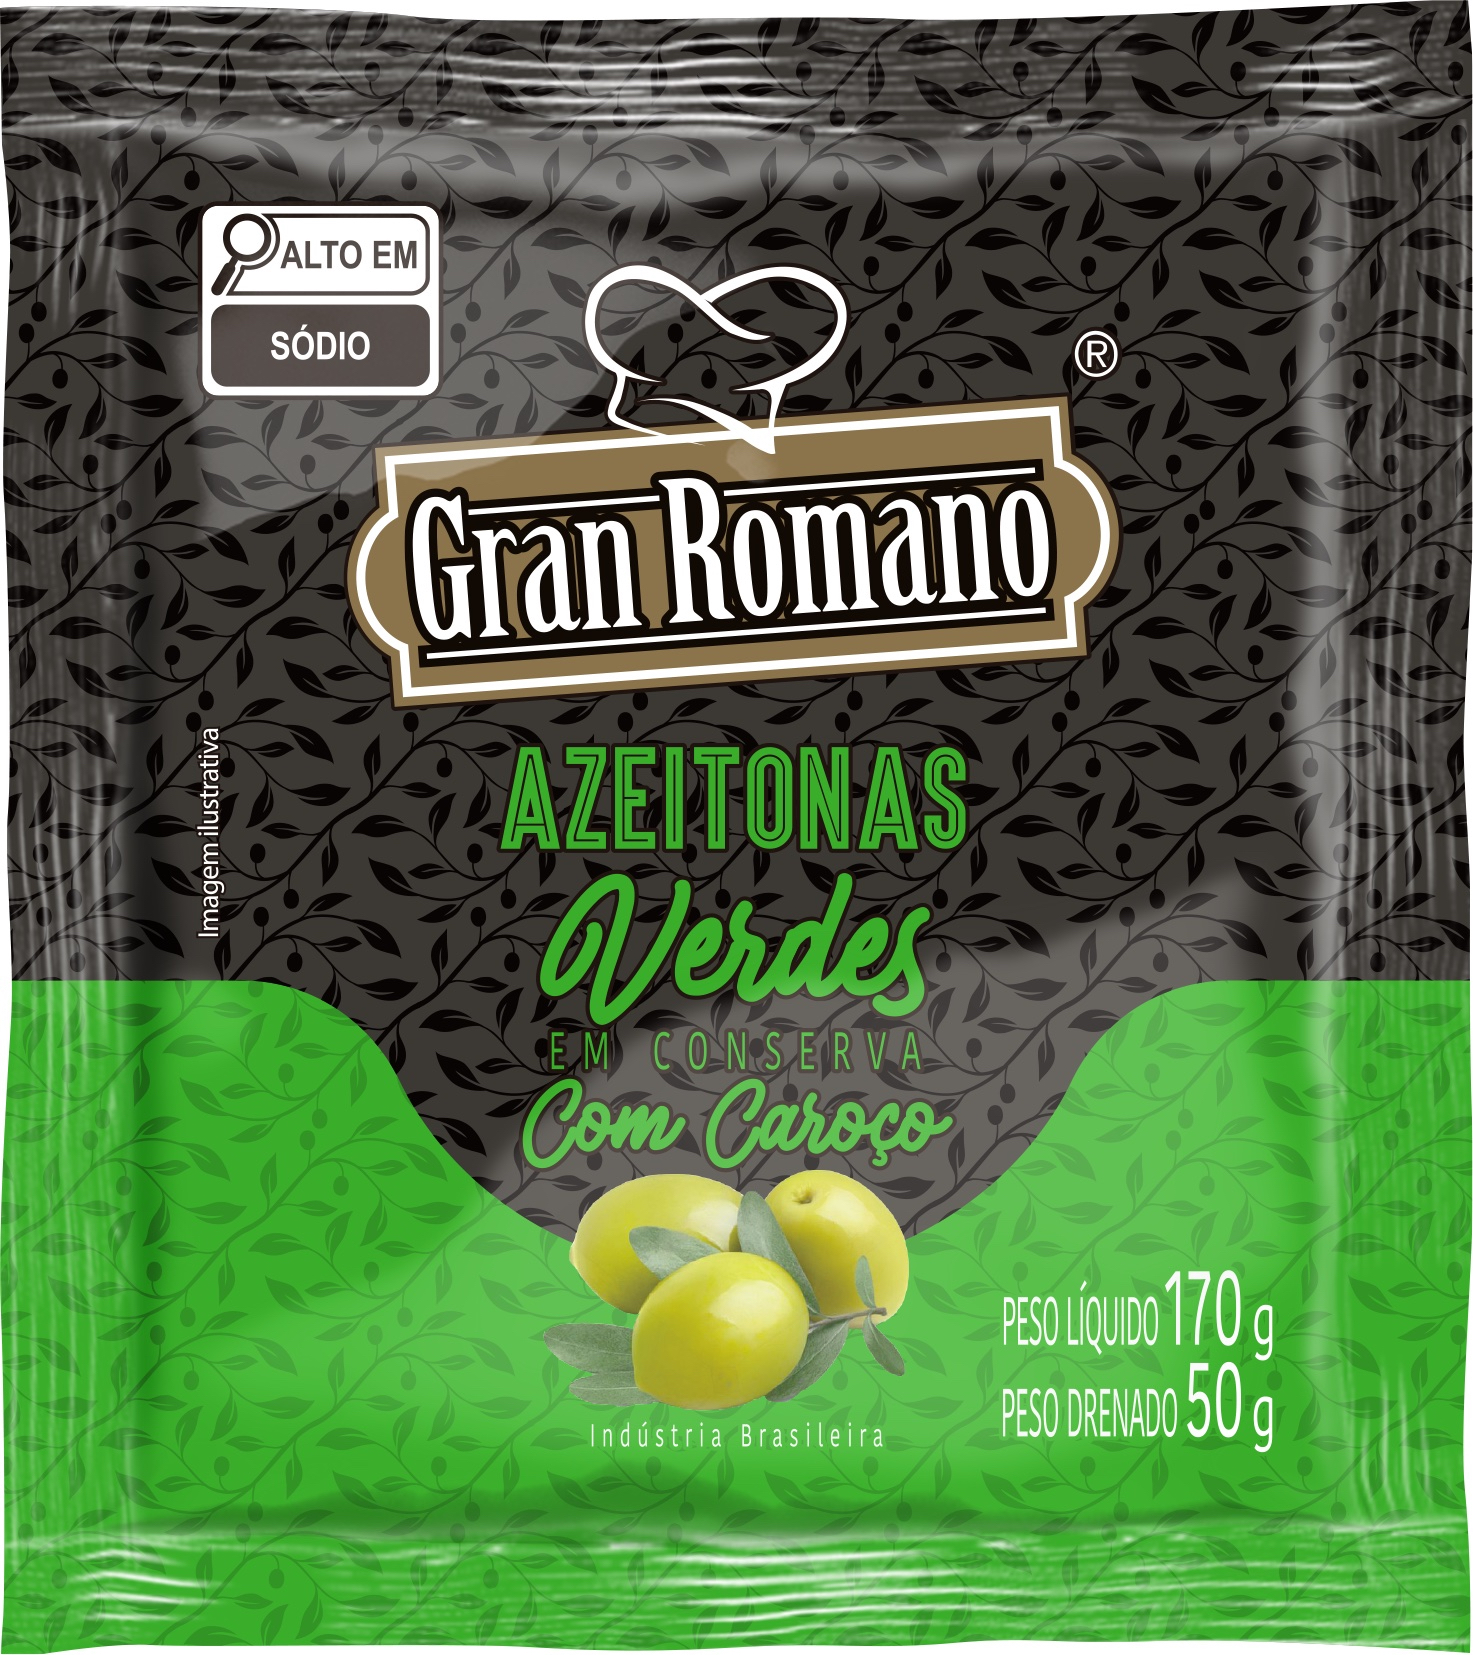 ALTO EM
SÓDIO
®
Gran Romano
Imagem ilustrativa
AZEITONAS
Verdes
EM CONSERVA
Com Caroço
PESO LÍQUIDO 170 g
PESO DRENADO 50 g
Indústria Brasileira